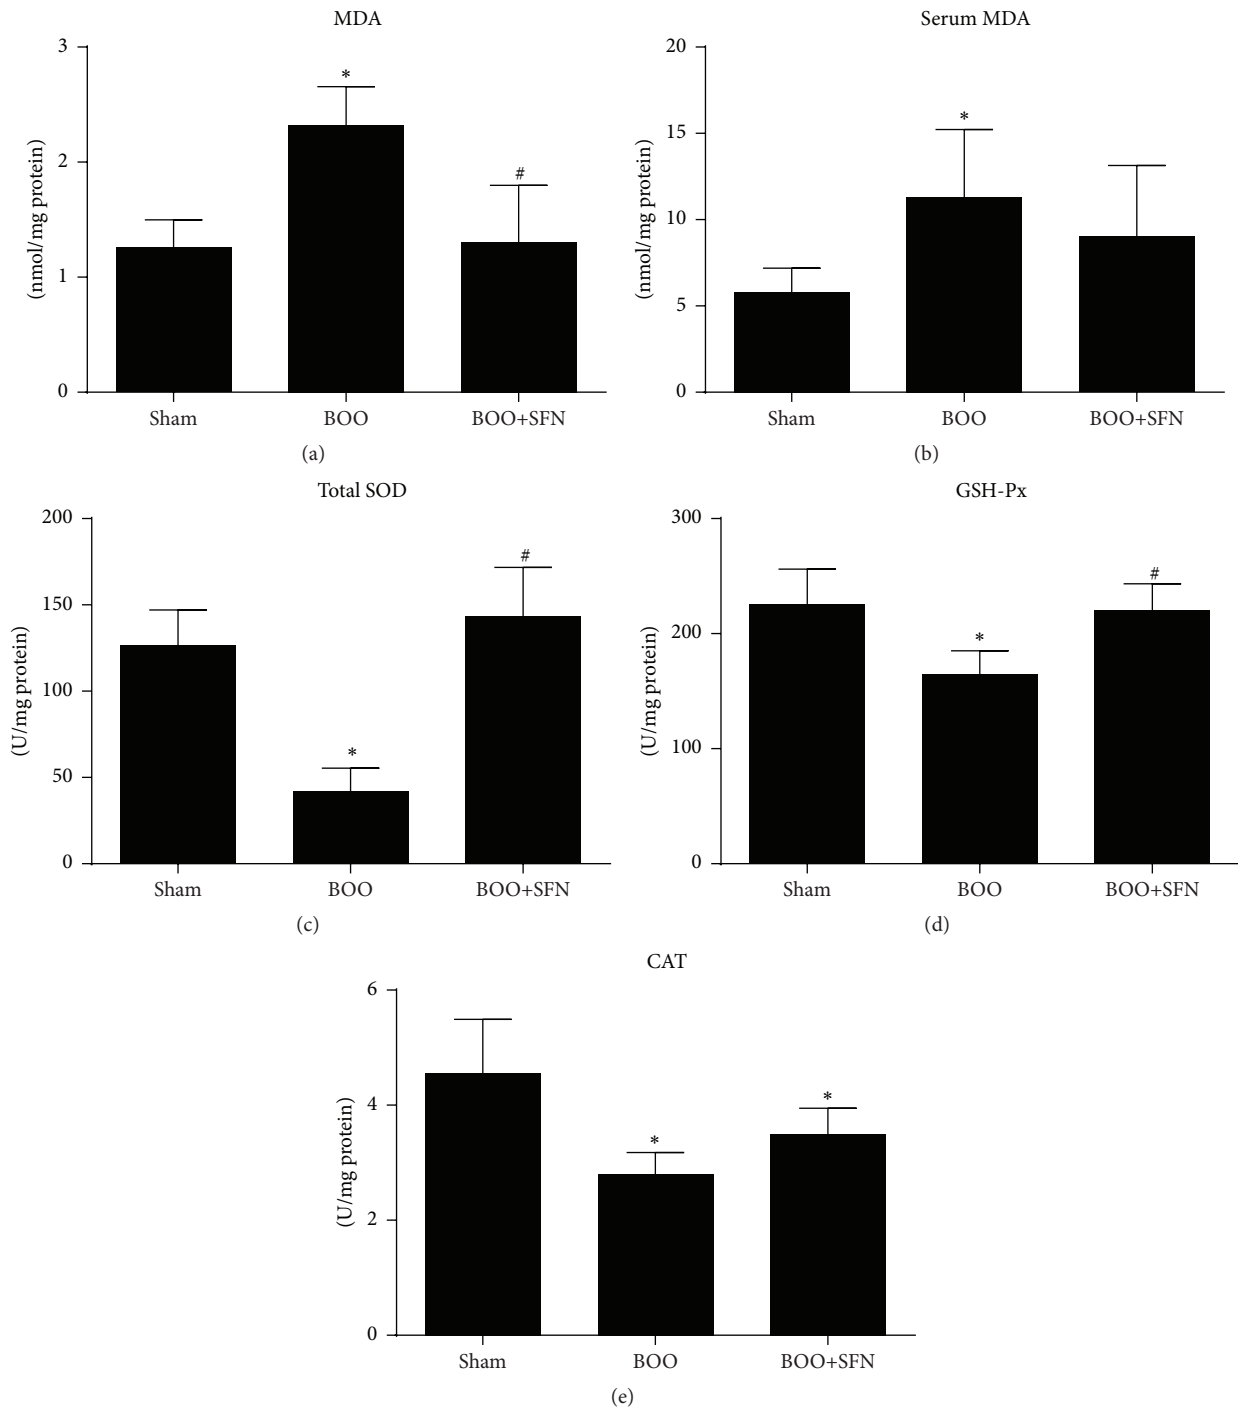 MDA
3
2
1
0
(nmol/mg protein)
*
#
Sham BOO BOO+SFN
(a)
Serum MDA
20
15
10
5
0
(nmol/mg protein)
*
Sham BOO BOO+SFN
(b)
Total SOD
200
150
100
50
0
(U/mg protein)
*
#
Sham BOO BOO+SFN
(c)
GSH-Px
300
200
100
0
(U/mg protein)
*
#
Sham BOO BOO+SFN
(d)
CAT
6
4
2
0
(U/mg protein)
*
*
Sham BOO BOO+SFN
(e)